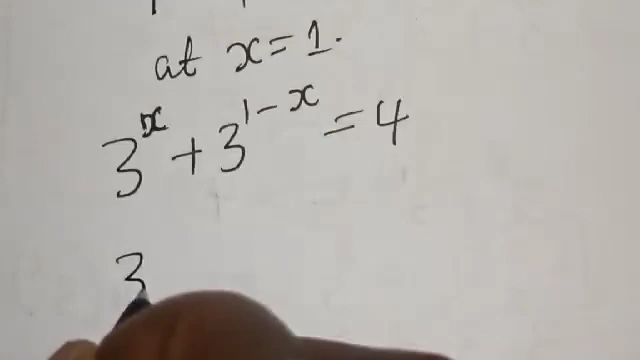 at x = 1.
3^x + 3^{1-x} = 4
3